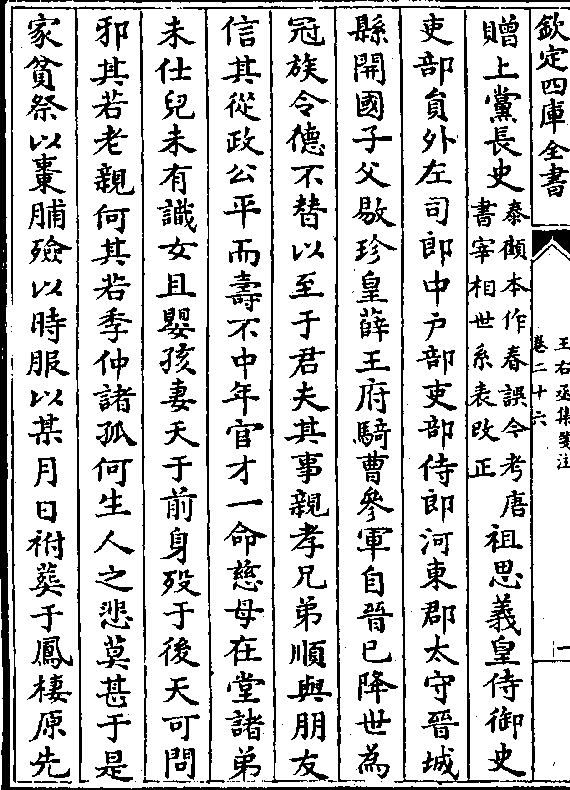 欽定四庫全書
王右丞集箋注
卷二十六
一
贈上黨長史
泰顧本作春誤今考唐
書宰相世系表改正
祖思義皇侍御史
吏部員外左司郎中戸部吏部侍郎河東郡太守晉城
縣開國子父敭珍皇薛王府騎曹參軍自晉已降世為
冠族令德不替以至于君夫其事親孝兄弟順與朋友
信其從政公平而壽不中年官才一命慈母在堂諸弟
未仕兒未有識女且嬰孩妻夭于前身殁于後天可問
邪其若老親何其若季仲諸孤何生人之悲莫甚于是
家貧祭以棗脯殮以時服以某月日祔葬于鳳棲原先